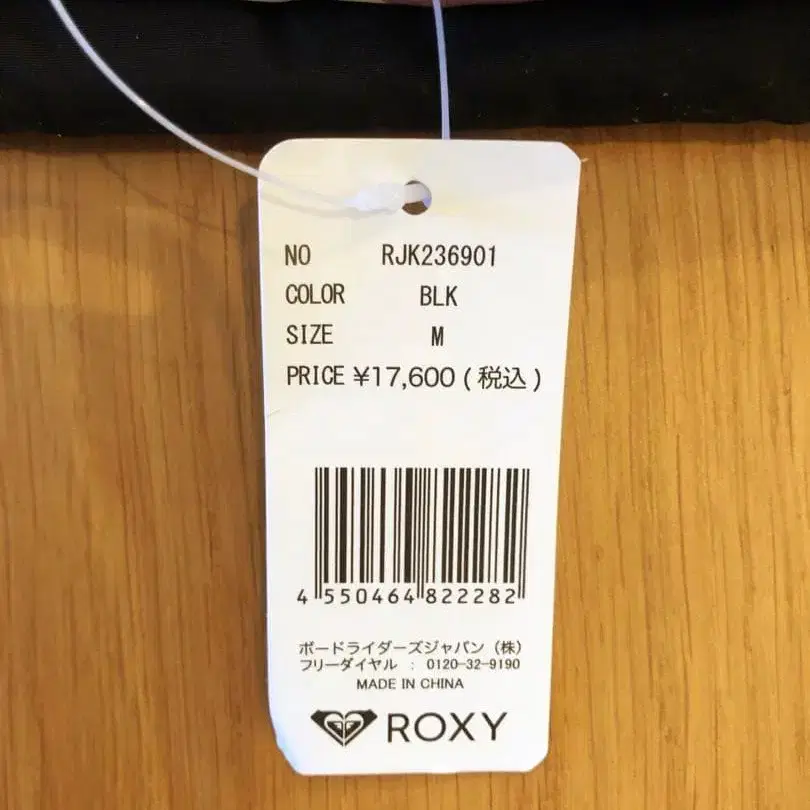 NO RJK236901
COLOR BLK
SIZE M
PRICE ¥17,600 (税込)
4 550464 822282
ボードライダーズジャパン (株)
フリーダイヤル : 0120-32-9190
MADE IN CHINA
ROXY